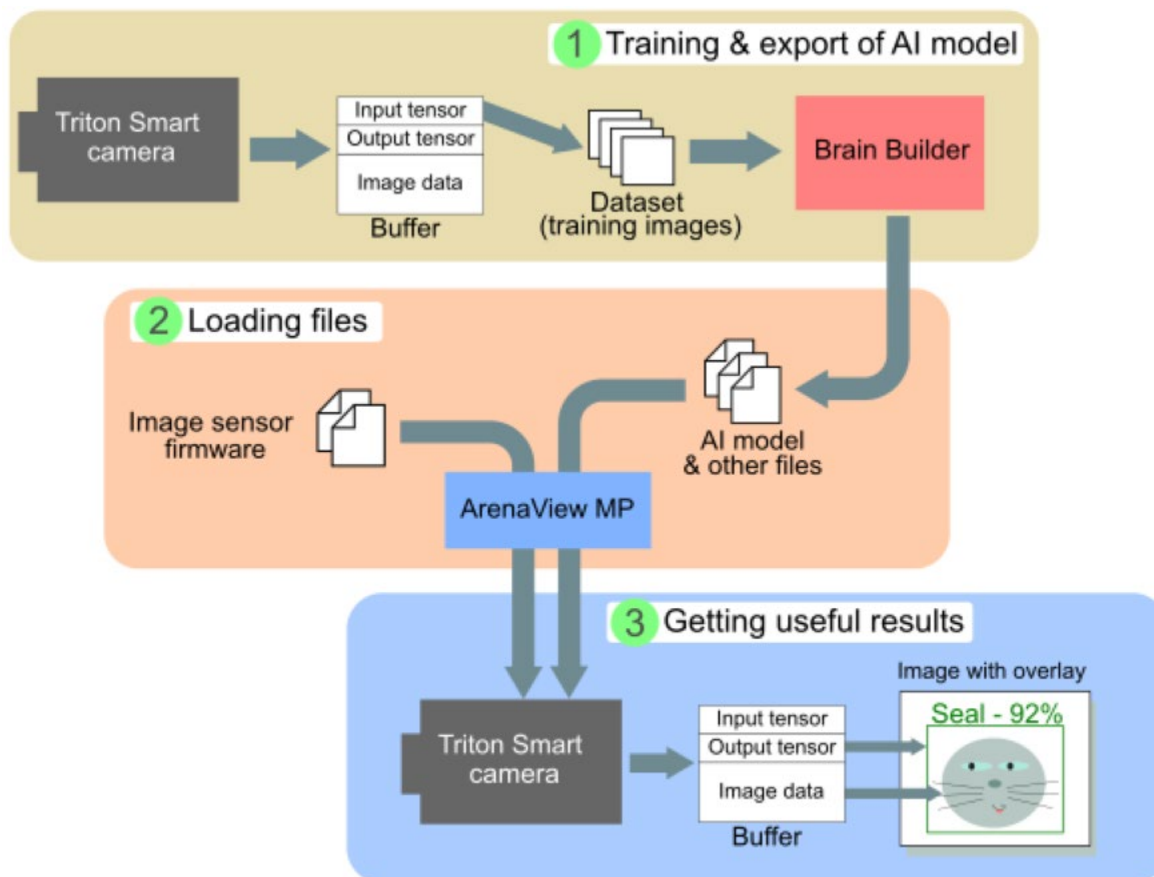 1 Training & export of AI model
Triton Smart
camera
Input tensor
Output tensor
Image data
Buffer
Dataset
(training images)
Brain Builder
2 Loading files
Image sensor
firmware
AI model
& other files
ArenaView MP
3 Getting useful results
Triton Smart
camera
Input tensor
Output tensor
Image data
Buffer
Image with overlay
Seal - 92%